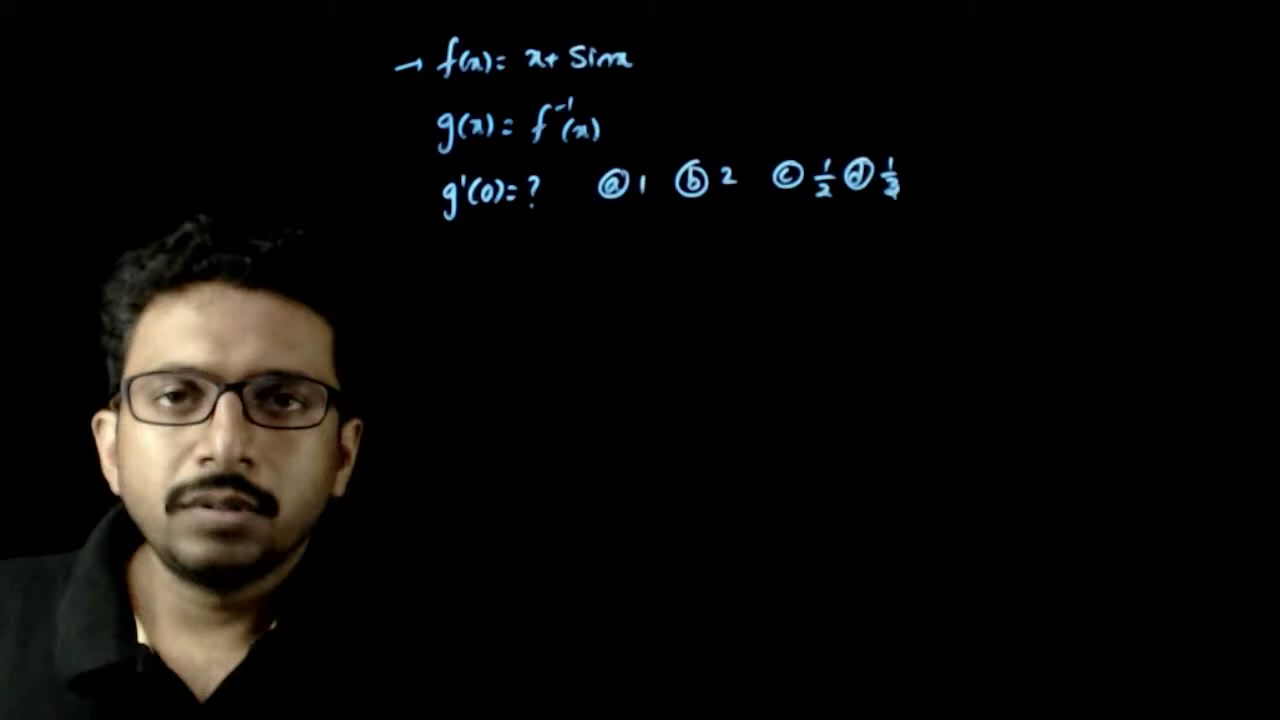 → f(x) = x + Sinx
g(x) = f⁻¹(x)
g'(0) = ? ⓐ 1 ⓑ 2 ⓒ 1/2 ⓓ 1/3